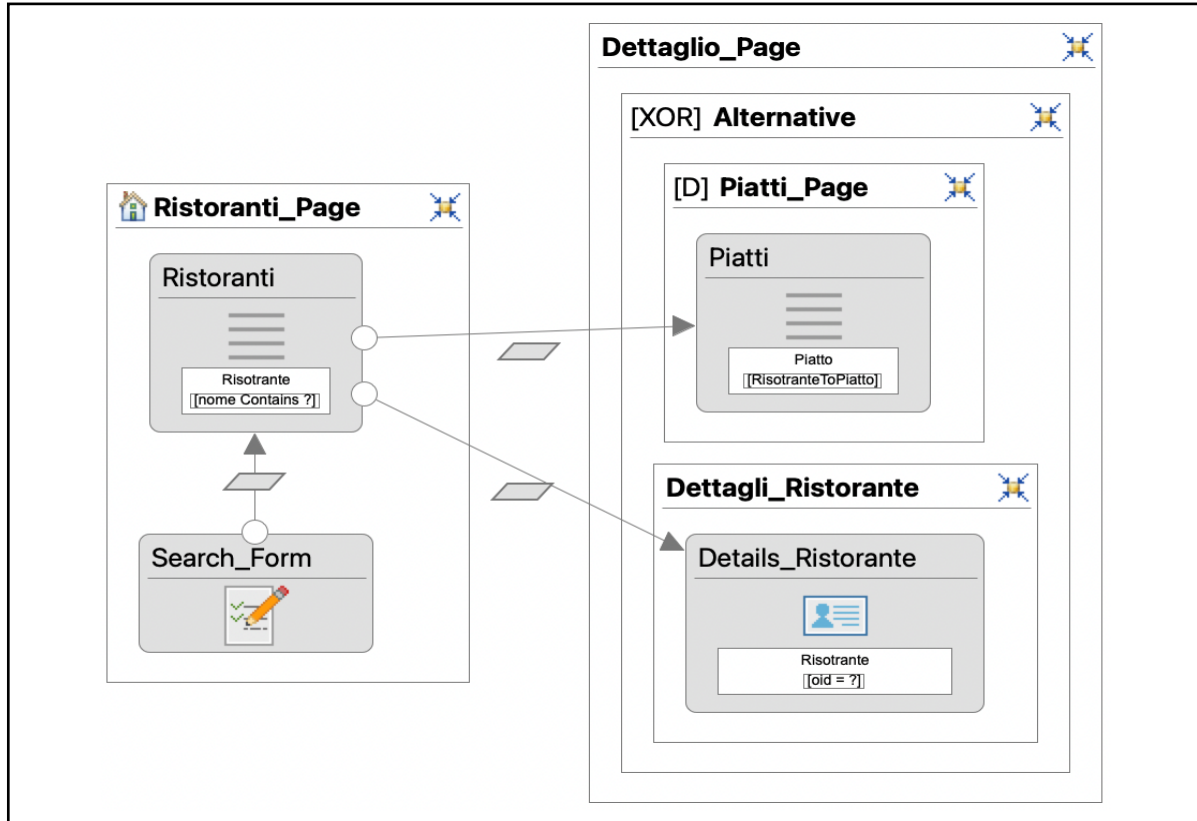 Dettaglio_Page
[XOR] Alternative
[D] Piatti_Page
Piatti
Piatto
[RisotranteToPiatto]
Ristoranti_Page
Ristoranti
Risotrante
[nome Contains ?]
Search_Form
Dettagli_Ristorante
Details_Ristorante
Risotrante
[oid = ?]